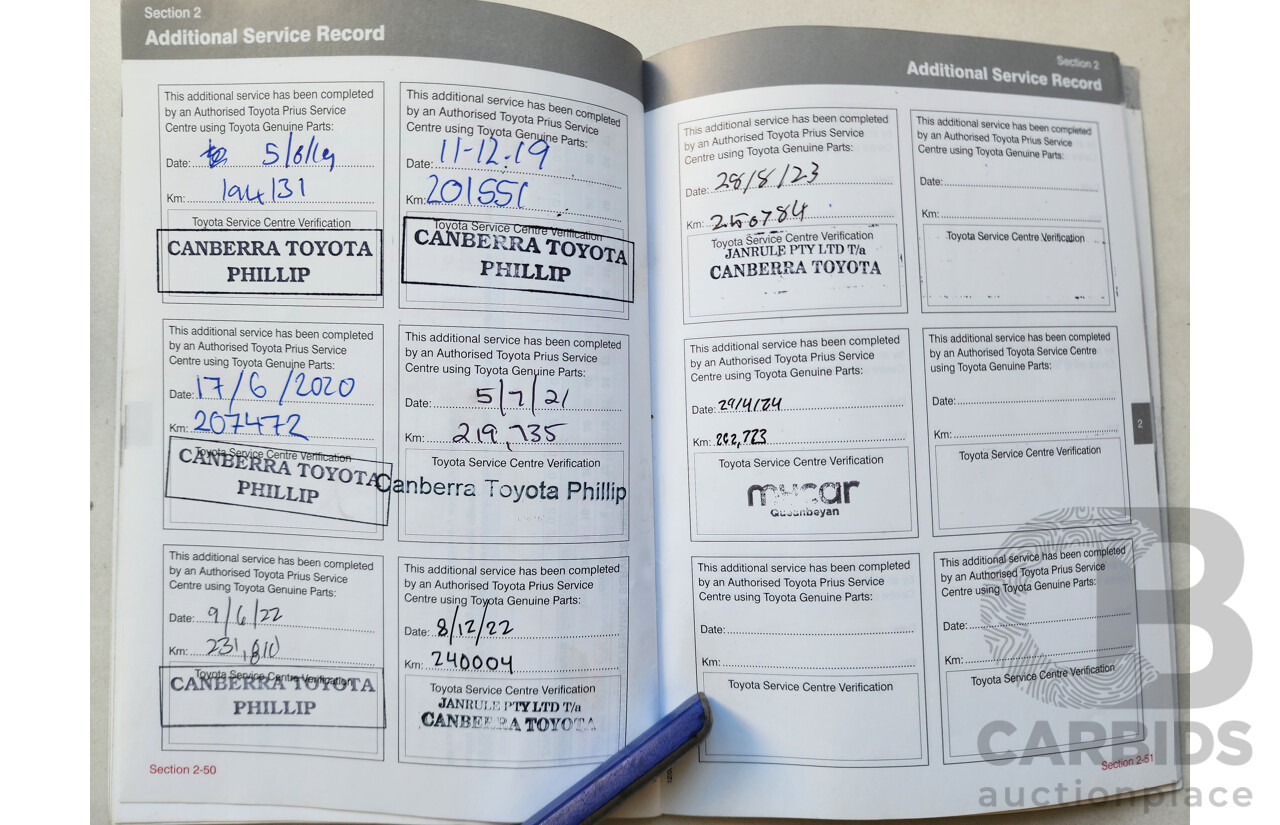 Section 2
Additional Service Record
This additional service has been completed
by an Authorised Toyota Prius Service
Centre using Toyota Genuine Parts:
Date: 5/6/19
Km: 194131
Toyota Service Centre Verification
CANBERRA TOYOTA
PHILLIP
This additional service has been completed
by an Authorised Toyota Prius Service
Centre using Toyota Genuine Parts:
Date: 11-12.19
Km: 201551
Toyota Service Centre Verification
CANBERRA TOYOTA
PHILLIP
This additional service has been completed
by an Authorised Toyota Prius Service
Centre using Toyota Genuine Parts:
Date: 17/6/2020
Km: 207472
Toyota Service Centre Verification
CANBERRA TOYOTA
PHILLIP
This additional service has been completed
by an Authorised Toyota Prius Service
Centre using Toyota Genuine Parts:
Date: 5/7/21
Km: 219,735
Toyota Service Centre Verification
Canberra Toyota Phillip
This additional service has been completed
by an Authorised Toyota Prius Service
Centre using Toyota Genuine Parts:
Date: 9/6/22
Km: 231,810
Toyota Service Centre Verification
CANBERRA TOYOTA
PHILLIP
This additional service has been completed
by an Authorised Toyota Prius Service
Centre using Toyota Genuine Parts:
Date: 8/12/22
Km: 240004
Toyota Service Centre Verification
JANRULE PTY LTD T/a
CANBERRA TOYOTA
Section 2-50
Section 2
Additional Service Record
This additional service has been completed
by an Authorised Toyota Prius Service
Centre using Toyota Genuine Parts:
Date: 28/8/23
Km: 250784
Toyota Service Centre Verification
JANRULE PTY LTD T/a
CANBERRA TOYOTA
This additional service has been completed
by an Authorised Toyota Prius Service
Centre using Toyota Genuine Parts:
Date:
Km:
Toyota Service Centre Verification
This additional service has been completed
by an Authorised Toyota Prius Service
Centre using Toyota Genuine Parts:
Date: 29/4/24
Km:
Toyota Service Centre Verification
mycar
Queanbeyan
This additional service has been completed
by an Authorised Toyota Prius Service
Centre using Toyota Genuine Parts:
Date:
Km:
Toyota Service Centre Verification
2
This additional service has been completed
by an Authorised Toyota Prius Service
Centre using Toyota Genuine Parts:
Date:
Km:
Toyota Service Centre Verification
This additional service has been completed
by an Authorised Toyota Prius Service
Centre using Toyota Genuine Parts:
Date:
Km:
Toyota Service Centre Verification
Section 2-51
CARBIDS
auctionplace